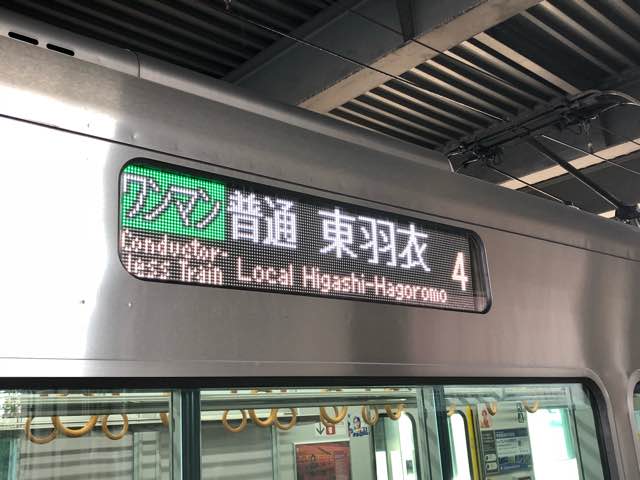 ワンマン 普通 東羽衣 4
Conductor-
less Train Local Higashi-Hagoromo